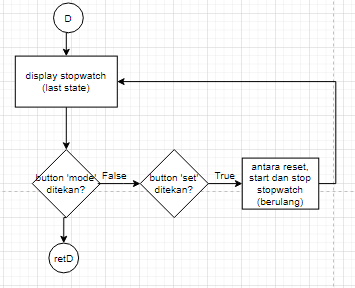 D
display stopwatch
(last state)
button 'mode'
ditekan?
False
button 'set'
ditekan?
True
antara reset,
start dan stop
stopwatch
(berulang)
retD